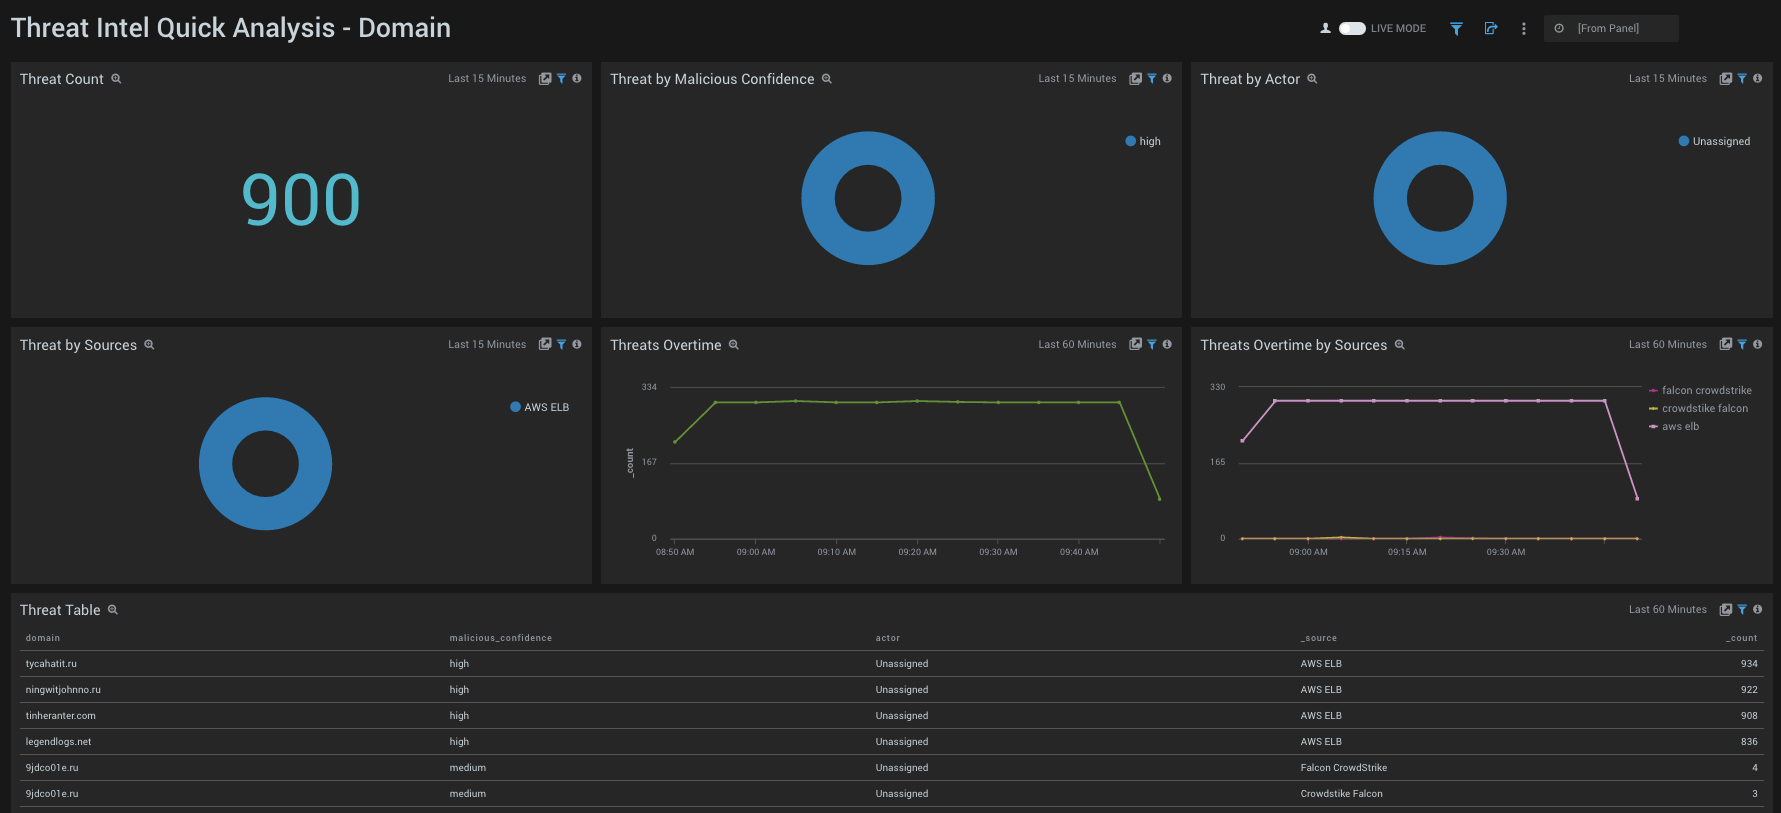 Threat Intel Quick Analysis - Domain
LIVE MODE
[From Panel]
Threat Count
Last 15 Minutes
900
Threat by Malicious Confidence
Last 15 Minutes
high
Threat by Actor
Last 15 Minutes
Unassigned
Threat by Sources
Last 15 Minutes
AWS ELB
Threats Overtime
Last 60 Minutes
334
167
0
_count
08:50 AM 09:00 AM 09:10 AM 09:20 AM 09:30 AM 09:40 AM
Threats Overtime by Sources
Last 60 Minutes
330
165
0
09:00 AM 09:15 AM 09:30 AM
falcon crowdstrike
crowdstike falcon
aws elb
Threat Table
Last 60 Minutes
domain malicious_confidence actor _source _count
tycahatit.ru high Unassigned AWS ELB 934
ningwitjohnno.ru high Unassigned AWS ELB 922
tinheranter.com high Unassigned AWS ELB 908
legendlogs.net high Unassigned AWS ELB 836
9jdco01e.ru medium Unassigned Falcon CrowdStrike 4
9jdco01e.ru medium Unassigned Crowdstike Falcon 3